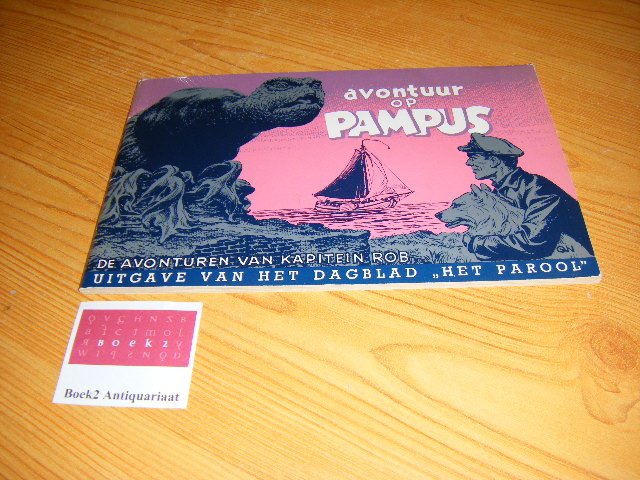 avontuur
OP
PAMPUS
DE AVONTUREN VAN KAPITEIN ROB
UITGAVE VAN HET DAGBLAD „HET PAROOL”
BOEK2
Boek2 Antiquariaat